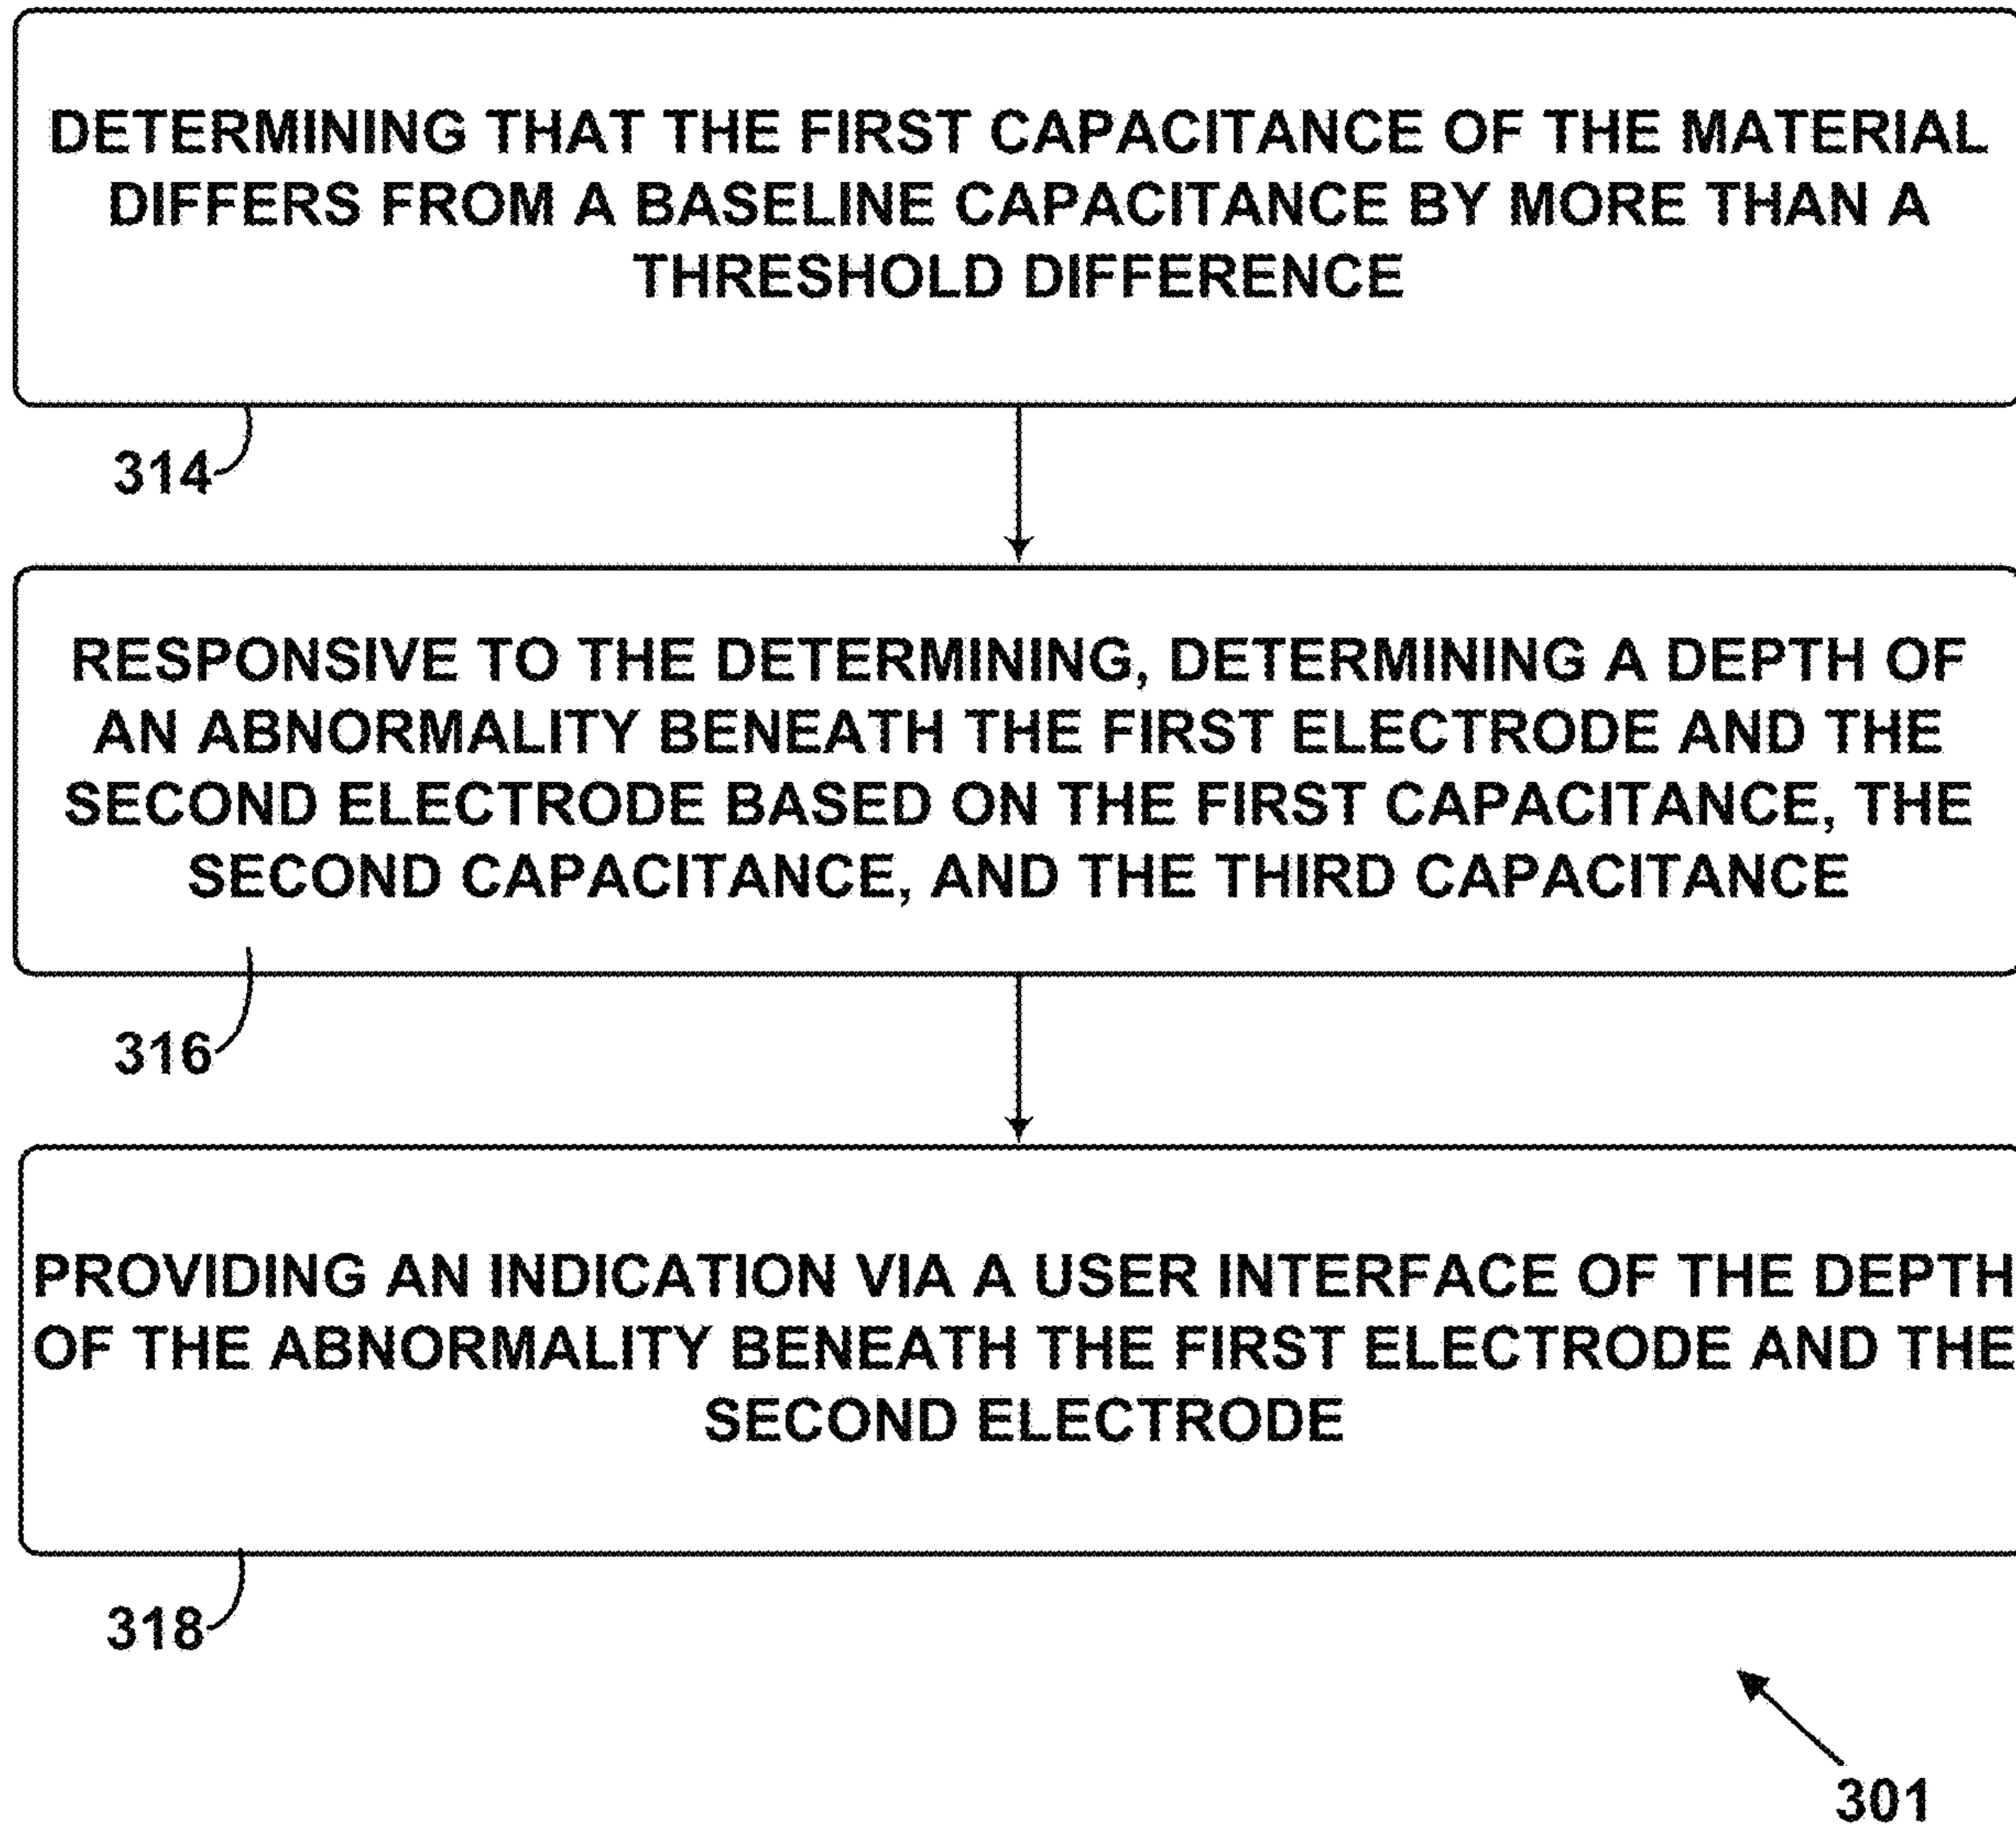 DETERMINING THAT THE FIRST CAPACITANCE OF THE MATERIAL
DIFFERS FROM A BASELINE CAPACITANCE BY MORE THAN A
THRESHOLD DIFFERENCE
314
RESPONSIVE TO THE DETERMINING, DETERMINING A DEPTH OF
AN ABNORMALITY BENEATH THE FIRST ELECTRODE AND THE
SECOND ELECTRODE BASED ON THE FIRST CAPACITANCE, THE
SECOND CAPACITANCE, AND THE THIRD CAPACITANCE
316
PROVIDING AN INDICATION VIA A USER INTERFACE OF THE DEPTH
OF THE ABNORMALITY BENEATH THE FIRST ELECTRODE AND THE
SECOND ELECTRODE
318
301